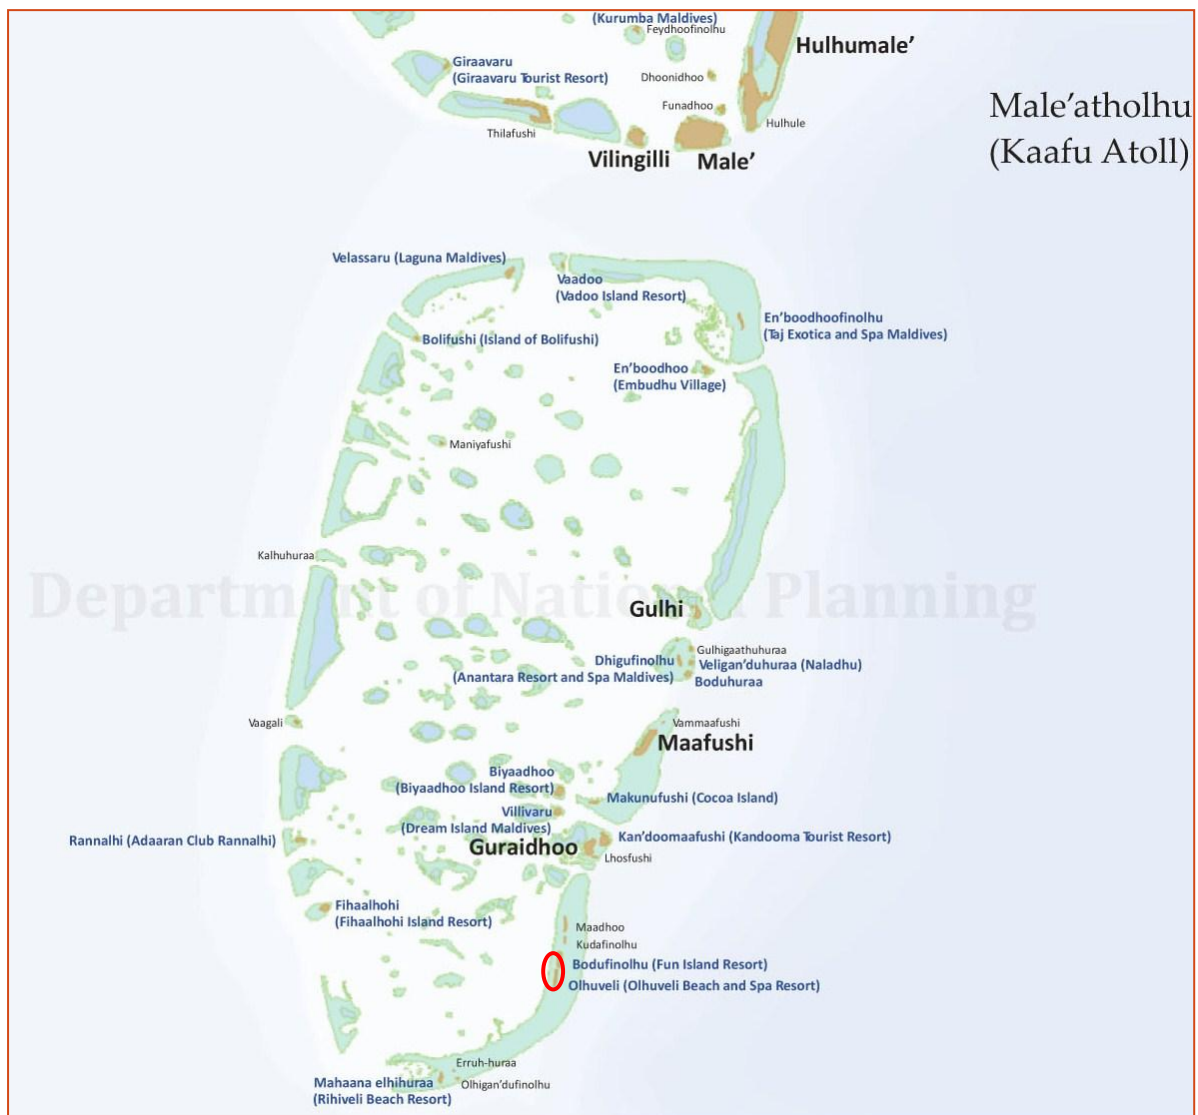 (Kurumba Maldives)
Feydhoofinolhu
Hulhumale'
Giraavaru
(Giraavaru Tourist Resort)
Dhoonidhoo
Male'atholhu
(Kaafu Atoll)
Funadhoo
Hulhule
Thilafushi
Vilingilli
Male'
Velassaru (Laguna Maldives)
Vaadoo
(Vadoo Island Resort)
En'boodhoofinolhu
(Taj Exotica and Spa Maldives)
Bolifushi (Island of Bolifushi)
En'boodhoo
(Embudhu Village)
Maniyafushi
Kalhuhuraa
Department of National Planning
Gulhi
Gulhigaathuhuraa
Dhigufinolhu
(Anantara Resort and Spa Maldives)
Veligan'duhuraa (Naladhu)
Boduhuraa
Vaagali
Vammaafushi
Maafushi
Biyaadhoo
(Biyaadhoo Island Resort)
Makunufushi (Cocoa Island)
Villivaru
(Dream Island Maldives)
Rannalhi (Adaaran Club Rannalhi)
Kan'doomaafushi (Kandooma Tourist Resort)
Guraidhoo
Lhosfushi
Fihaalhohi
(Fihaalhohi Island Resort)
Maadhoo
Kudafinolhu
Bodufinolhu (Fun Island Resort)
Olhuveli (Olhuveli Beach and Spa Resort)
Erruh-huraa
Mahaana elhihuraa
(Rihiveli Beach Resort)
Olhigan'dufinolhu